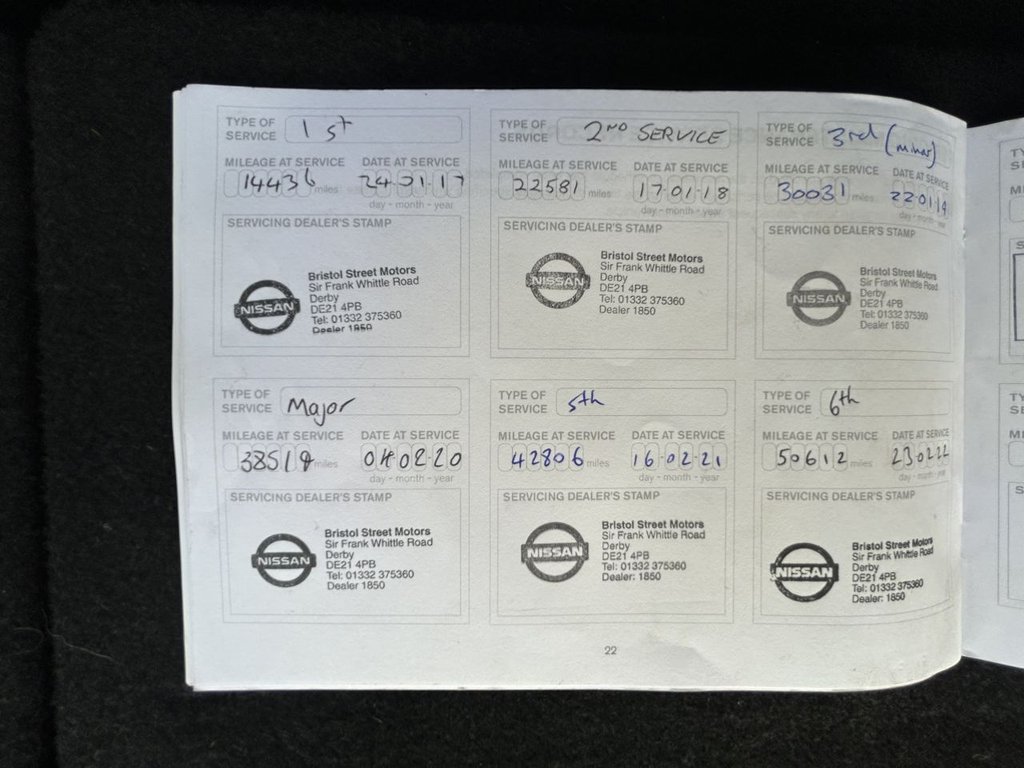 TYPE OF SERVICE 1st
MILEAGE AT SERVICE DATE AT SERVICE
14436 miles 24·01·17
SERVICING DEALER'S STAMP
NISSAN
Bristol Street Motors
Sir Frank Whittle Road
Derby
DE21 4PB
Tel: 01332 375360
Dealer 1850
TYPE OF SERVICE 2ND SERVICE
MILEAGE AT SERVICE DATE AT SERVICE
22581 miles 17·01·18
day - month - year
SERVICING DEALER'S STAMP
NISSAN
Bristol Street Motors
Sir Frank Whittle Road
Derby
DE21 4PB
Tel: 01332 375360
Dealer 1850
TYPE OF SERVICE 3rd (minor)
MILEAGE AT SERVICE DATE AT SERVICE
30031 miles 22·01·19
day - month - year
SERVICING DEALER'S STAMP
NISSAN
Bristol Street Motors
Sir Frank Whittle Road
Derby
DE21 4PB
Tel: 01332 375360
Dealer 1850
TYPE OF SERVICE Major
MILEAGE AT SERVICE DATE AT SERVICE
miles 02·20
day - month - year
SERVICING DEALER'S STAMP
NISSAN
Bristol Street Motors
Sir Frank Whittle Road
Derby
DE21 4PB
Tel: 01332 375360
Dealer 1850
TYPE OF SERVICE 5th
MILEAGE AT SERVICE DATE AT SERVICE
42806 miles 16·02·21
day - month - year
SERVICING DEALER'S STAMP
NISSAN
Bristol Street Motors
Sir Frank Whittle Road
Derby
DE21 4PB
Tel: 01332 375360
Dealer: 1850
TYPE OF SERVICE 6th
MILEAGE AT SERVICE DATE AT SERVICE
50612 miles 23·02·22
day - month - year
SERVICING DEALER'S STAMP
NISSAN
Bristol Street Motors
Sir Frank Whittle Road
Derby
DE21 4PB
Tel: 01332 375360
Dealer: 1850
22